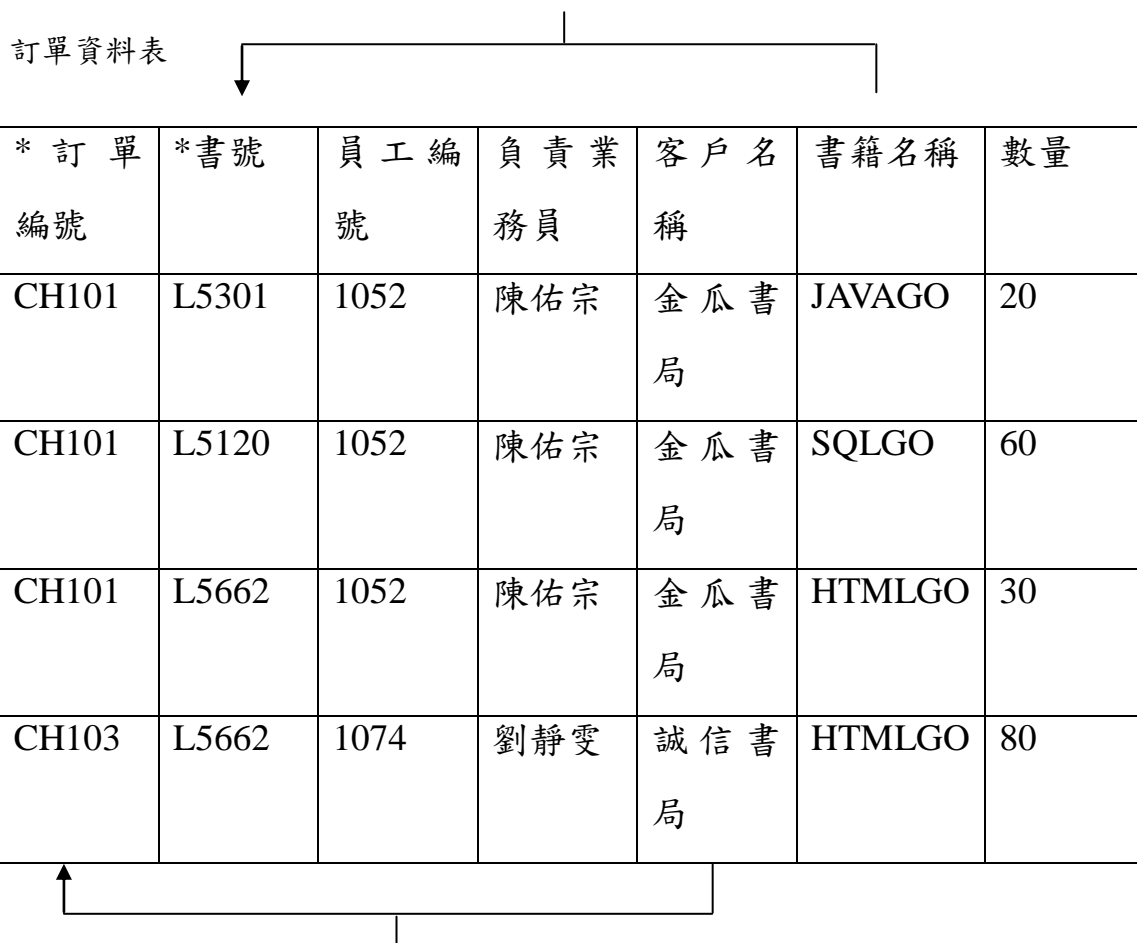 訂單資料表
* 訂 單 *書號 員 工 編 負 責 業 客 戶 名 書籍名稱 數量
編號 號 務員 稱
CH101 L5301 1052 陳佑宗 金 瓜 書 JAVAGO 20
局
CH101 L5120 1052 陳佑宗 金 瓜 書 SQLGO 60
局
CH101 L5662 1052 陳佑宗 金 瓜 書 HTMLGO 30
局
CH103 L5662 1074 劉靜雯 誠 信 書 HTMLGO 80
局